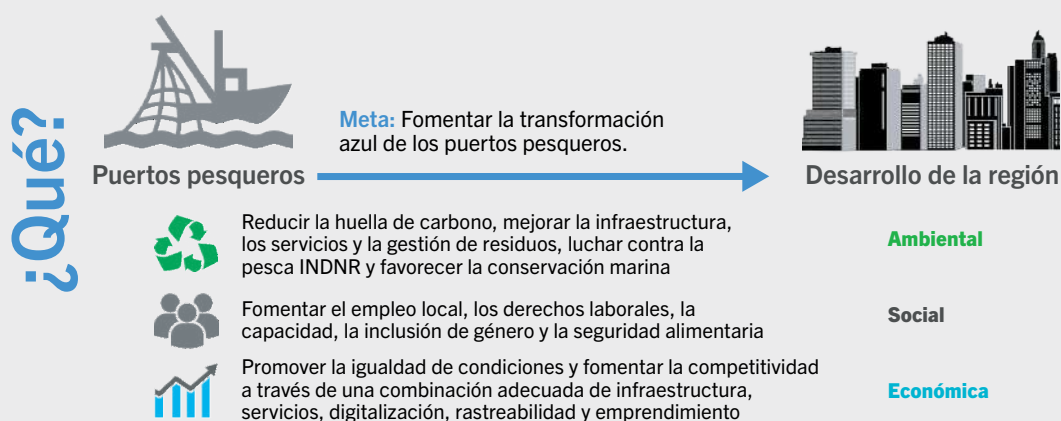 ¿Qué?
Meta: Fomentar la transformación
azul de los puertos pesqueros.
Puertos pesqueros
Desarrollo de la región
Reducir la huella de carbono, mejorar la infraestructura,
los servicios y la gestión de residuos, luchar contra la
pesca INDNR y favorecer la conservación marina
Ambiental
Fomentar el empleo local, los derechos laborales, la
capacidad, la inclusión de género y la seguridad alimentaria
Social
Promover la igualdad de condiciones y fomentar la competitividad
a través de una combinación adecuada de infraestructura,
servicios, digitalización, rastreabilidad y emprendimiento
Económica